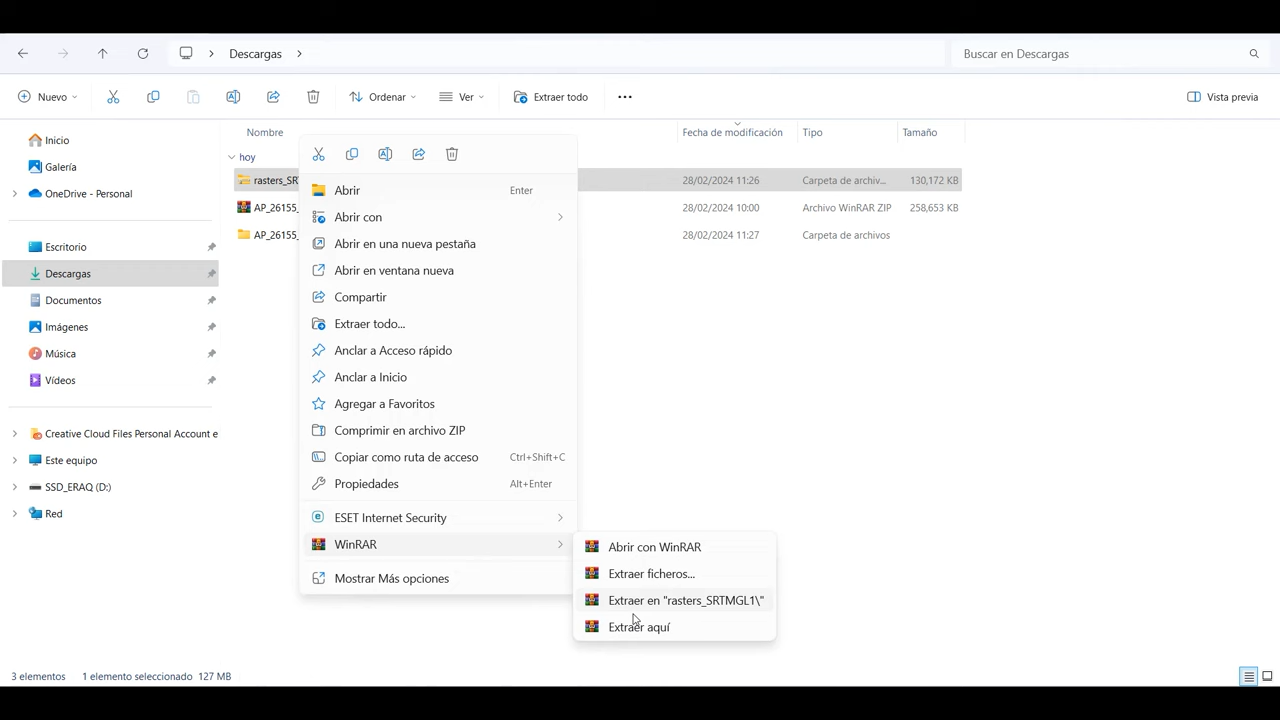 Descargas
Buscar en Descargas
Nuevo
Ordenar
Ver
Extraer todo
Vista previa
Inicio
Galería
OneDrive - Personal
Escritorio
Descargas
Documentos
Imágenes
Música
Vídeos
Creative Cloud Files Personal Account e
Este equipo
SSD_ERAQ (D:)
Red
Nombre Fecha de modificación Tipo Tamaño
hoy
rasters_SR 28/02/2024 11:26 Carpeta de archiv... 130,172 KB
AP_26155_ 28/02/2024 10:00 Archivo WinRAR ZIP 258,653 KB
AP_26155_ 28/02/2024 11:27 Carpeta de archivos
Abrir Enter
Abrir con
Abrir en una nueva pestaña
Abrir en ventana nueva
Compartir
Extraer todo...
Anclar a Acceso rápido
Anclar a Inicio
Agregar a Favoritos
Comprimir en archivo ZIP
Copiar como ruta de acceso Ctrl+Shift+C
Propiedades Alt+Enter
ESET Internet Security
WinRAR
Mostrar Más opciones
Abrir con WinRAR
Extraer ficheros...
Extraer en "rasters_SRTMGL1\"
Extraer aquí
3 elementos 1 elemento seleccionado 127 MB